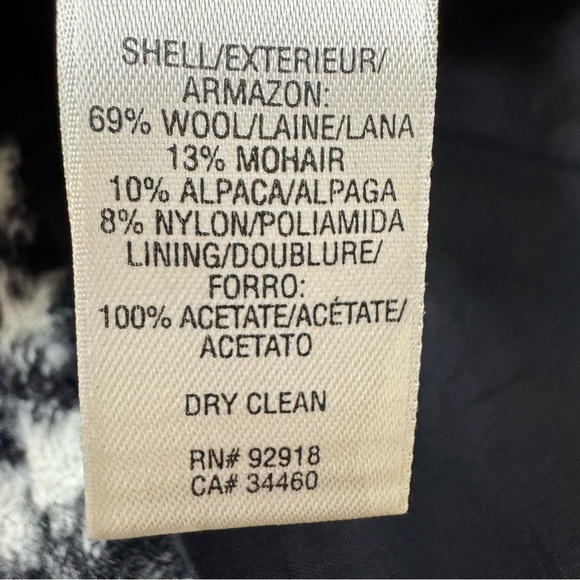 SHELL/EXTERIEUR/
ARMAZON:
69% WOOL/LAINE/LANA
13% MOHAIR
10% ALPACA/ALPAGA
8% NYLON/POLIAMIDA
LINING/DOUBLURE/
FORRO:
100% ACETATE/ACÉTATE/
ACETATO
DRY CLEAN
RN# 92918
CA# 34460